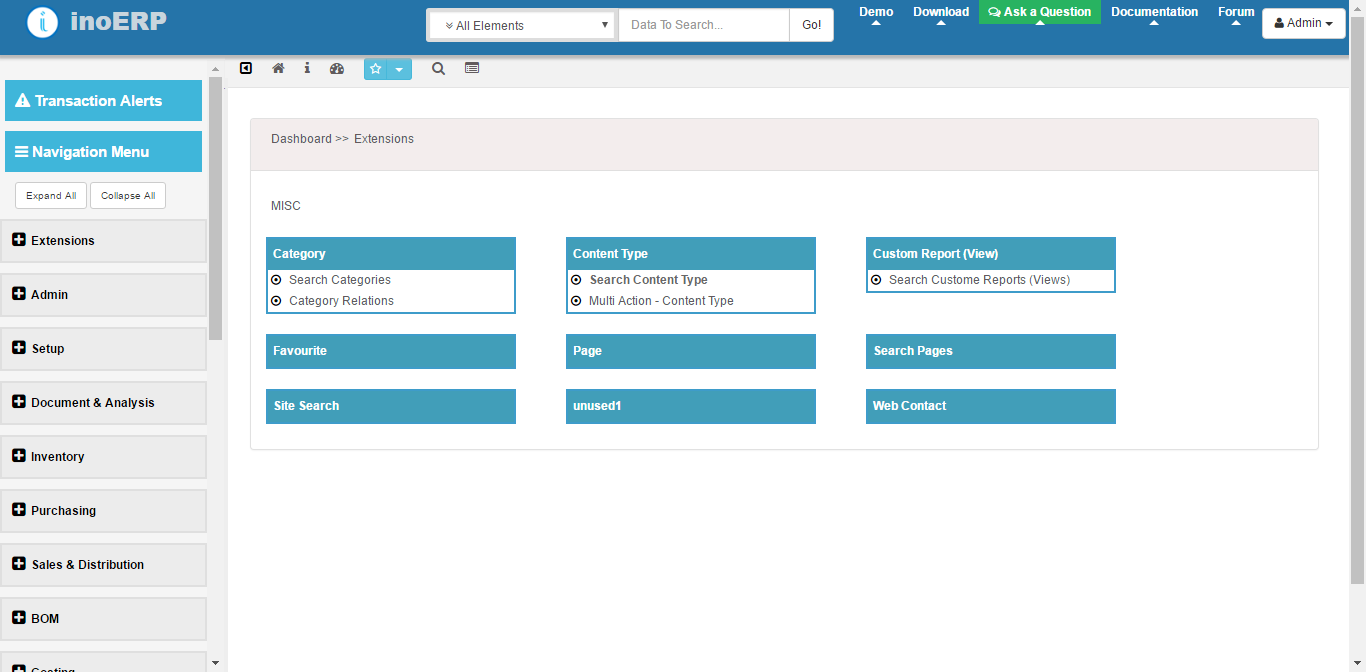 inoERP
All Elements
Data To Search...
Go!
Demo
Download
Ask a Question
Documentation
Forum
Admin
Transaction Alerts
Navigation Menu
Expand All
Collapse All
Extensions
Admin
Setup
Document & Analysis
Inventory
Purchasing
Sales & Distribution
BOM
Costing
Dashboard >> Extensions
MISC
Category
Search Categories
Category Relations
Content Type
Search Content Type
Multi Action - Content Type
Custom Report (View)
Search Custome Reports (Views)
Favourite
Page
Search Pages
Site Search
unused1
Web Contact